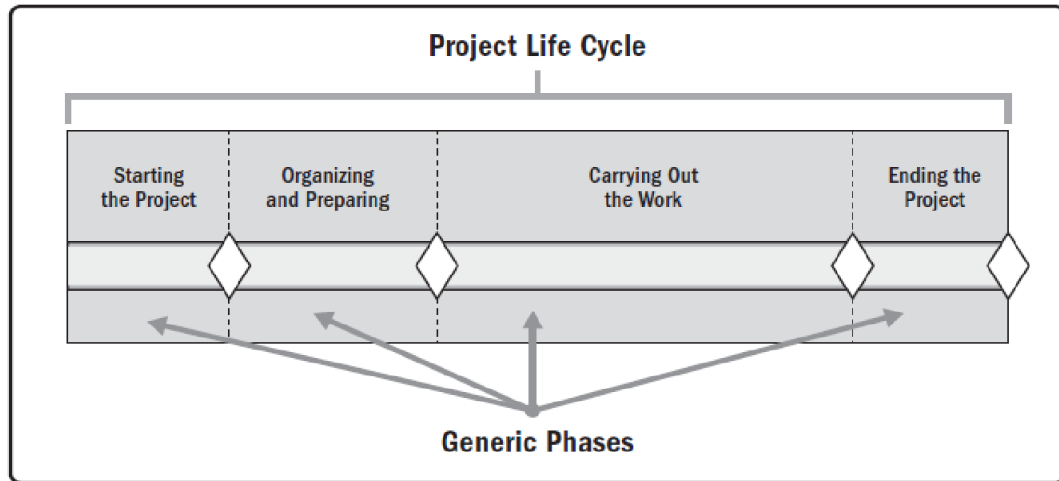 Project Life Cycle
Starting
the Project
Organizing
and Preparing
Carrying Out
the Work
Ending the
Project
Generic Phases